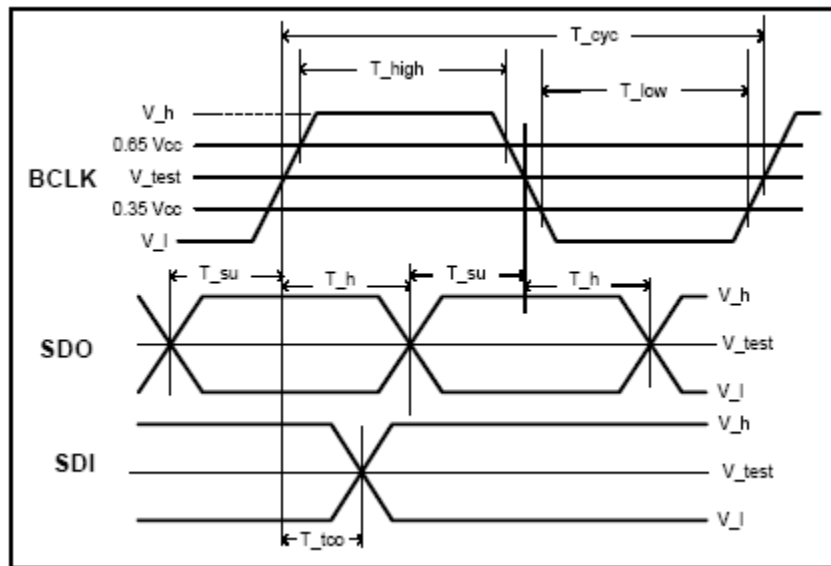 T_cyc
T_high
T_low
V_h
0.65 Vcc
BCLK
V_test
0.35 Vcc
V_l
T_su
T_h
T_su
T_h
V_h
SDO
V_test
V_l
V_h
SDI
V_test
V_l
T_tco